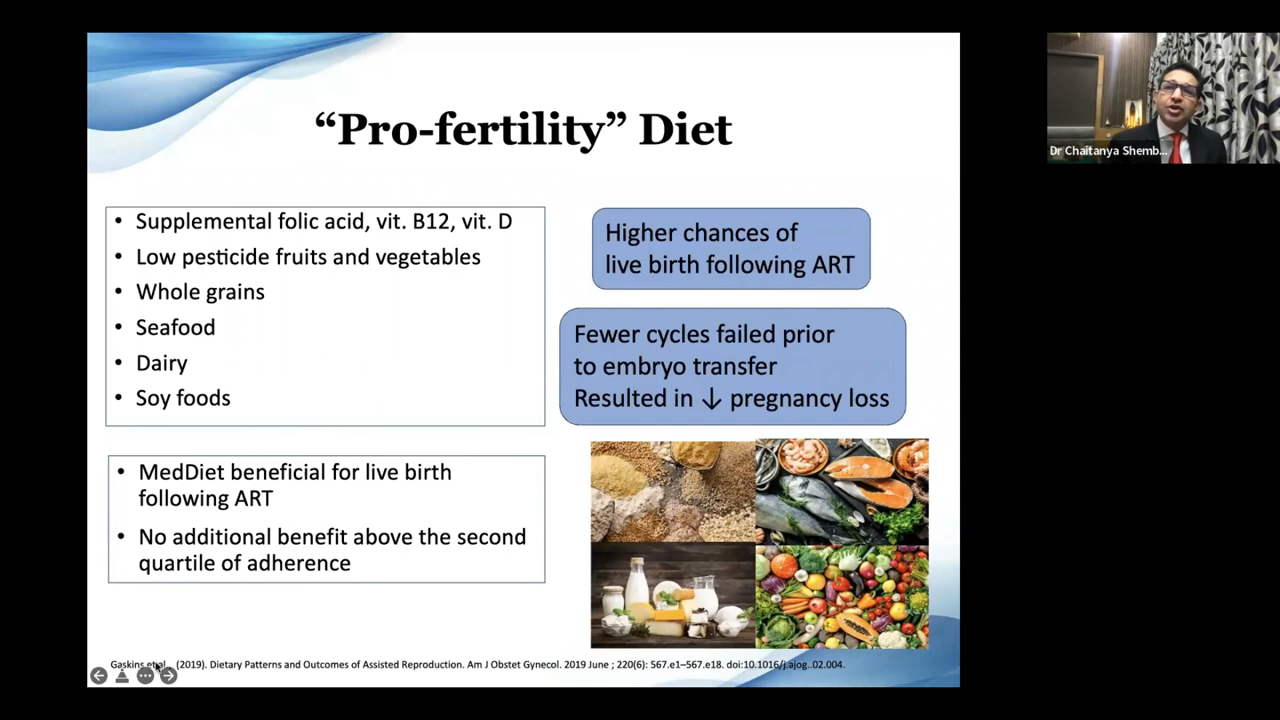 “Pro-fertility” Diet
• Supplemental folic acid, vit. B12, vit. D
• Low pesticide fruits and vegetables
• Whole grains
• Seafood
• Dairy
• Soy foods
Higher chances of
live birth following ART
Fewer cycles failed prior
to embryo transfer
Resulted in ↓ pregnancy loss
• MedDiet beneficial for live birth
following ART
• No additional benefit above the second
quartile of adherence
Gaskins et al., (2019). Dietary Patterns and Outcomes of Assisted Reproduction. Am J Obstet Gynecol. 2019 June ; 220(6): 567.e1–567.e18. doi:10.1016/j.ajog..02.004.
Dr Chaitanya Shemb...